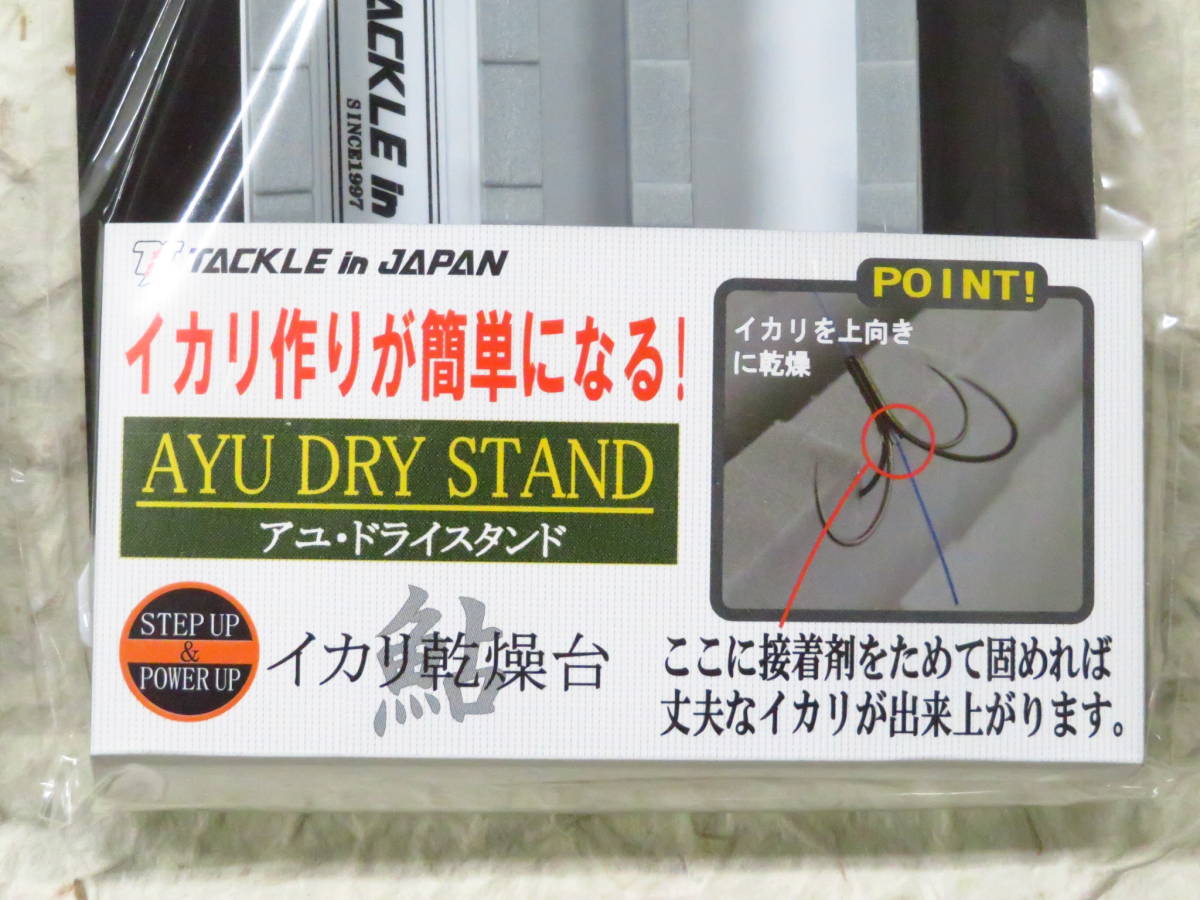 TACKLE in
SINCE1997
TACKLE in JAPAN
イカリ作りが簡単になる!
AYU DRY STAND
アユ・ドライスタンド
STEP UP
&
POWER UP
鮎
イカリ乾燥台
POINT!
イカリを上向き
に乾燥
ここに接着剤をためて固めれば
丈夫なイカリが出来上がります。